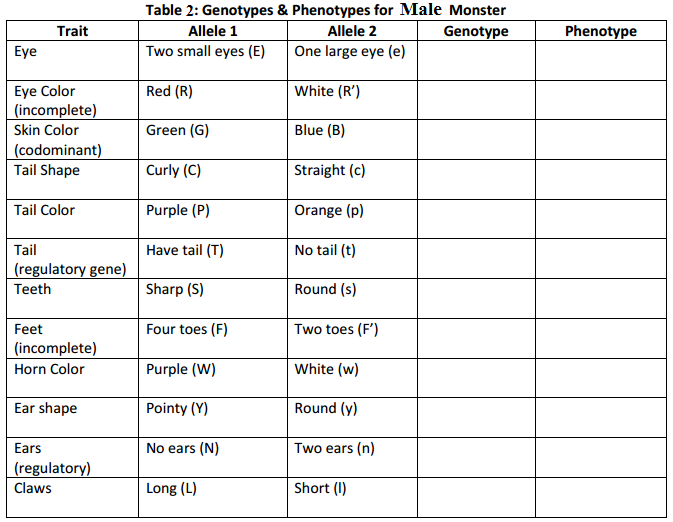 Table 2: Genotypes & Phenotypes for Male Monster
Trait Allele 1 Allele 2 Genotype Phenotype
Eye Two small eyes (E) One large eye (e)
Eye Color Red (R) White (R’)
(incomplete)
Skin Color Green (G) Blue (B)
(codominant)
Tail Shape Curly (C) Straight (c)
Tail Color Purple (P) Orange (p)
Tail Have tail (T) No tail (t)
(regulatory gene)
Teeth Sharp (S) Round (s)
Feet Four toes (F) Two toes (F’)
(incomplete)
Horn Color Purple (W) White (w)
Ear shape Pointy (Y) Round (y)
Ears No ears (N) Two ears (n)
(regulatory)
Claws Long (L) Short (l)